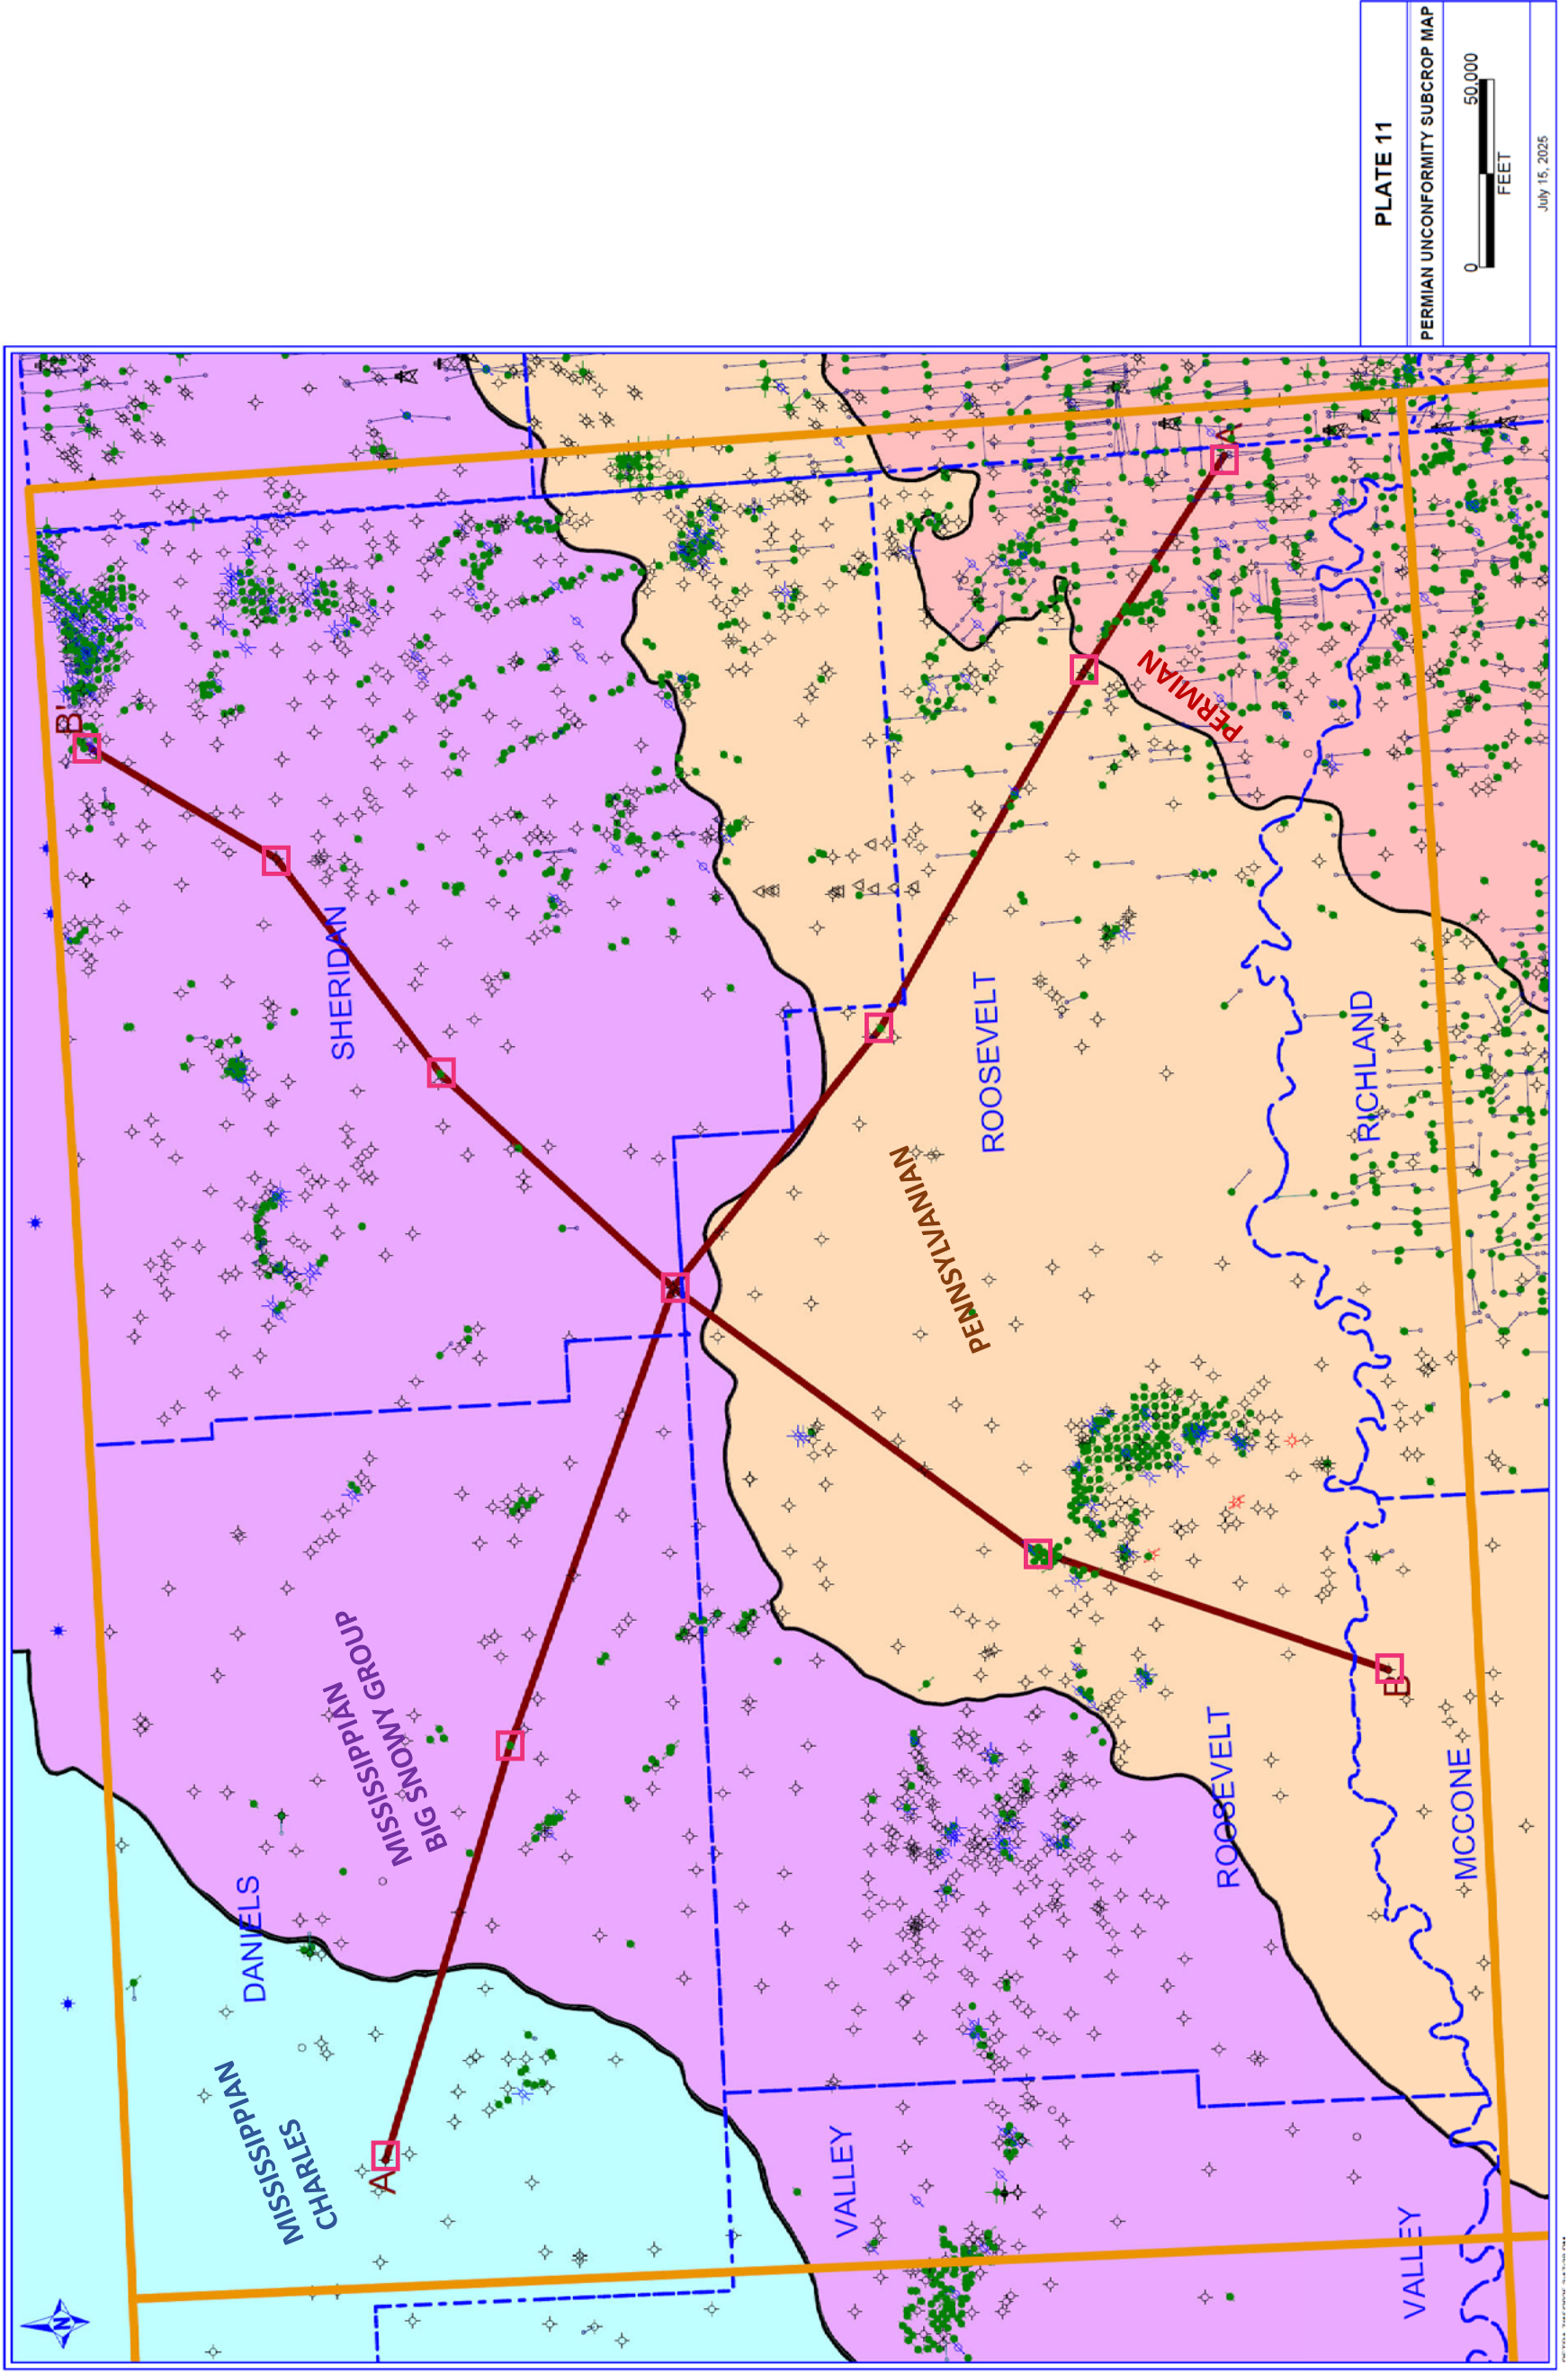 PLATE 11
PERMIAN UNCONFORMITY SUBCROP MAP
0
50,000
FEET
July 15, 2025
B'
A'
SHERIDAN
PERMIAN
ROOSEVELT
RICHLAND
PENNSYLVANIAN
MISSISSIPPIAN
BIG SNOWY GROUP
DANIELS
B
ROOSEVELT
MCCONE
MISSISSIPPIAN
CHARLES
A
VALLEY
VALLEY
N